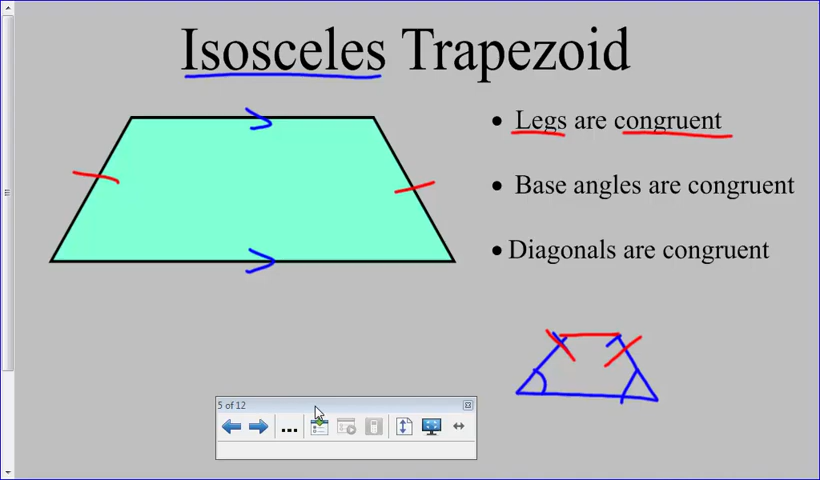 Isosceles Trapezoid
• Legs are congruent
• Base angles are congruent
• Diagonals are congruent
5 of 12
...